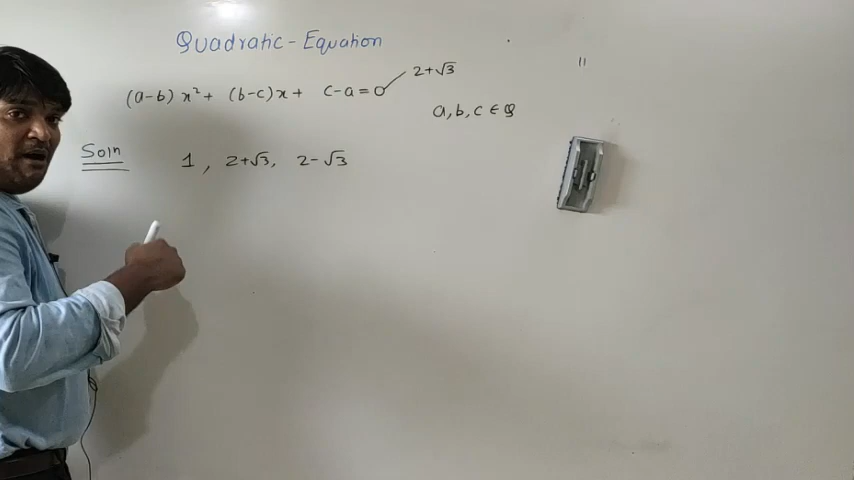 Quadratic-Equation
(a-b) x² + (b-c)x + c-a = 0 2+√3
a, b, c ∈ Q
Soln 1, 2+√3, 2-√3